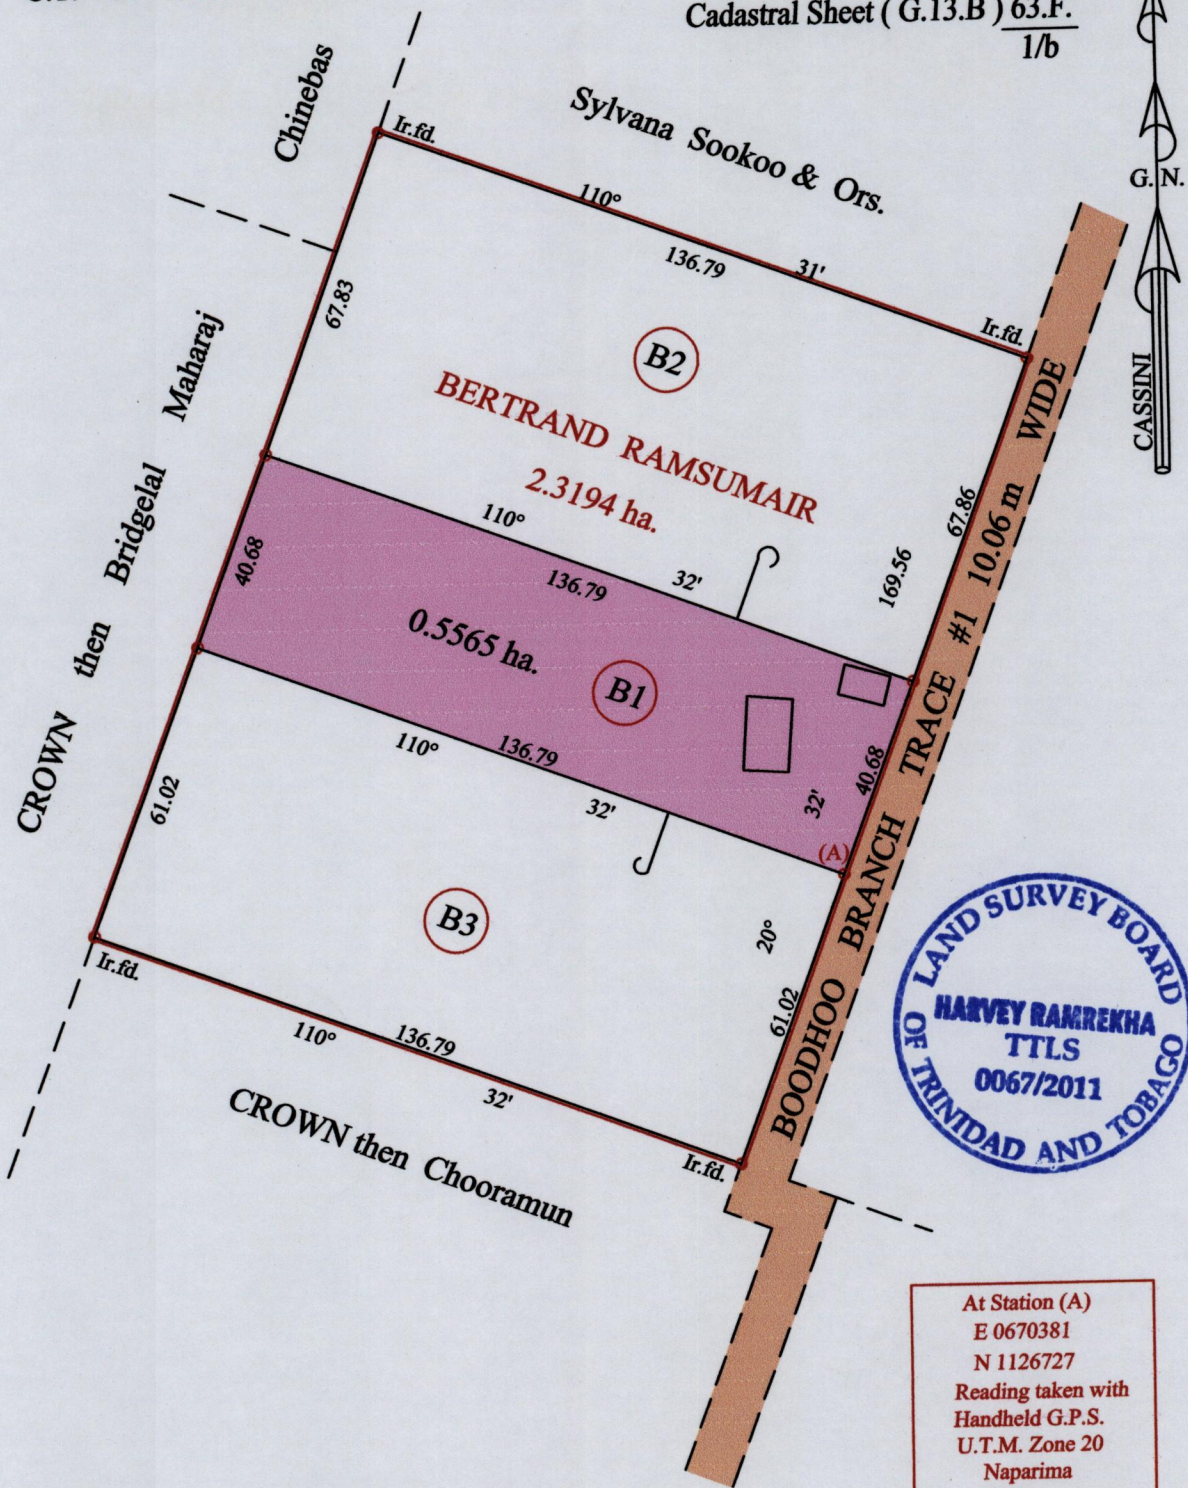 Cadastral Sheet ( G.13.B ) 63.F.
1/b
Chinebas
Ir.fd.
Sylvana Sookoo & Ors.
G. N.
CASSINI
110°
136.79
31'
Ir.fd.
67.83
B2
BERTRAND RAMSUMAIR
2.3194 ha.
CROWN then Bridgelal Maharaj
67.86
169.56
110°
136.79
32'
40.68
0.5565 ha.
B1
40.68
32'
(A)
110°
136.79
32'
61.02
B3
20°
61.02
BOODHOO BRANCH TRACE #1 10.06 m WIDE
Ir.fd.
110°
136.79
32'
Ir.fd.
CROWN then Chooramun
LAND SURVEY BOARD
HARVEY RAMREKHA
TTLS
0067/2011
OF TRINIDAD AND TOBAGO
At Station (A)
E 0670381
N 1126727
Reading taken with
Handheld G.P.S.
U.T.M. Zone 20
Naparima